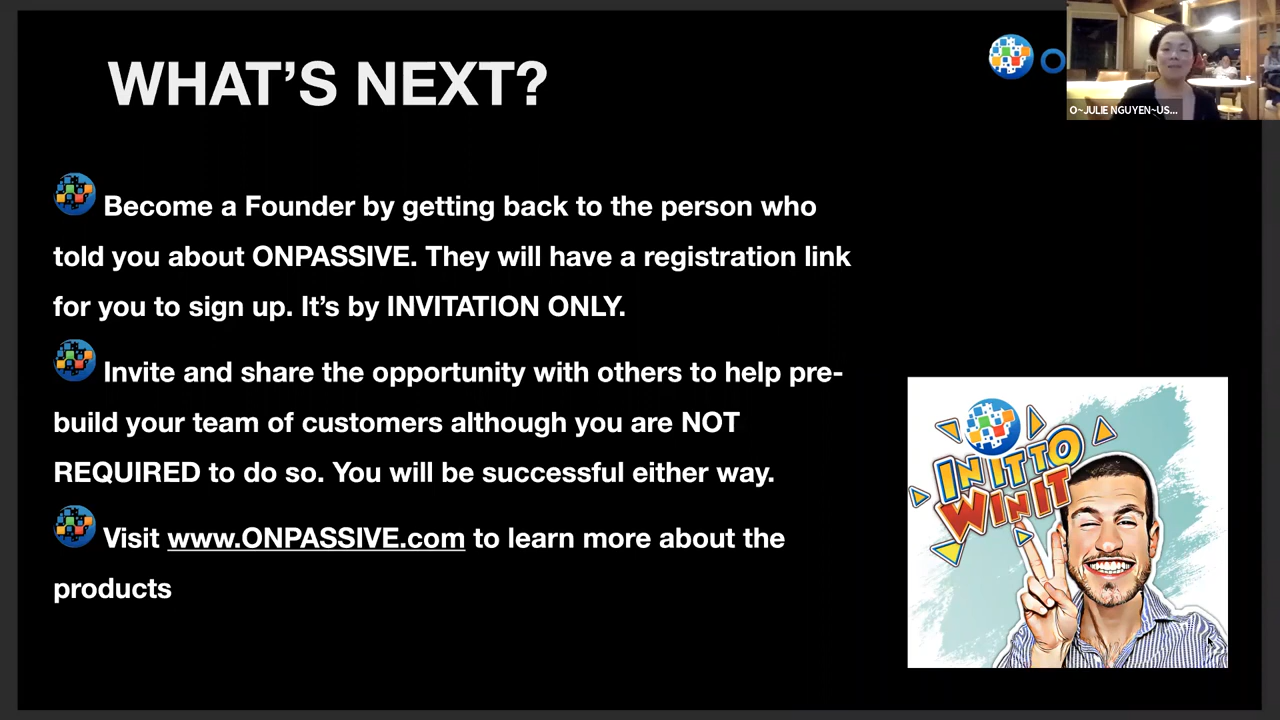 WHAT’S NEXT?
O~JULIE NGUYEN~US...
Become a Founder by getting back to the person who
told you about ONPASSIVE. They will have a registration link
for you to sign up. It’s by INVITATION ONLY.
Invite and share the opportunity with others to help pre-
build your team of customers although you are NOT
REQUIRED to do so. You will be successful either way.
Visit www.ONPASSIVE.com to learn more about the
products
IN IT TO
WIN IT